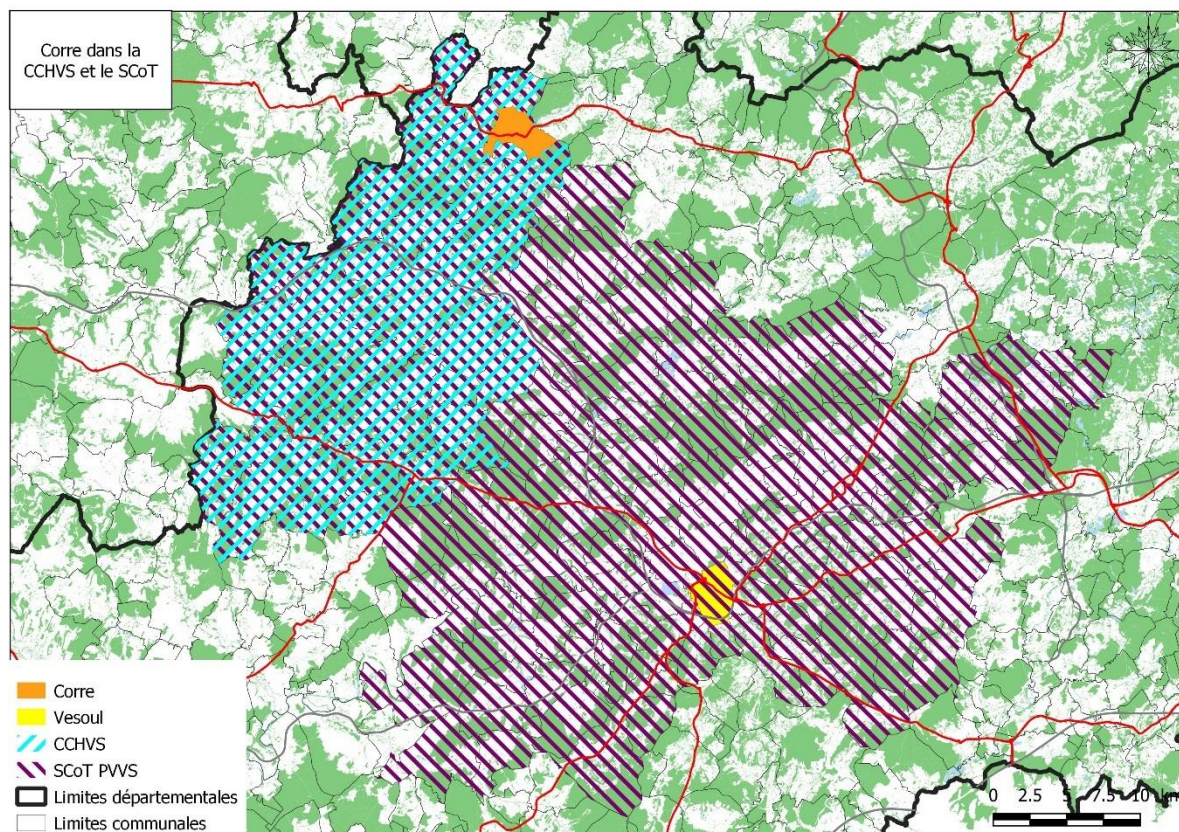 Corre dans la
CCHVS et le SCoT
Corre
Vesoul
CCHVS
SCoT PVVS
Limites départementales
Limites communales
0 2.5 5 7.5 10 km